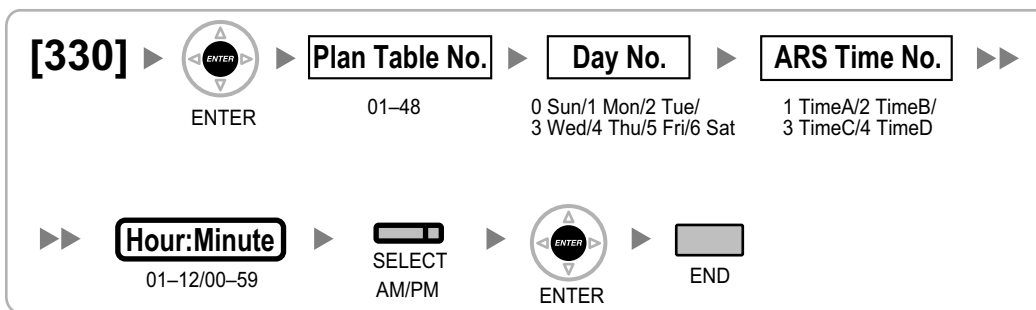 [330] ENTER Plan Table No. Day No. ARS Time No.
ENTER
01–48
0 Sun/1 Mon/2 Tue/
3 Wed/4 Thu/5 Fri/6 Sat
1 TimeA/2 TimeB/
3 TimeC/4 TimeD
Hour:Minute
01–12/00–59
SELECT
AM/PM
ENTER
ENTER
END